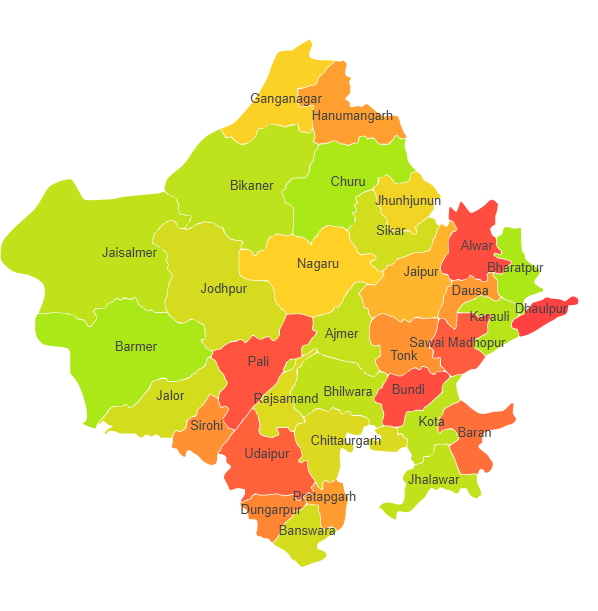 Ganganagar
Hanumangarh
Bikaner
Churu
Jhunhjunun
Sikar
Jaisalmer
Nagaru
Alwar
Jaipur
Bharatpur
Jodhpur
Dausa
Dhaulpur
Karauli
Barmer
Ajmer
Sawai Madhopur
Tonk
Pali
Jalor
Rajsamand
Bhilwara
Bundi
Sirohi
Kota
Baran
Udaipur
Chittaurgarh
Jhalawar
Pratapgarh
Dungarpur
Banswara